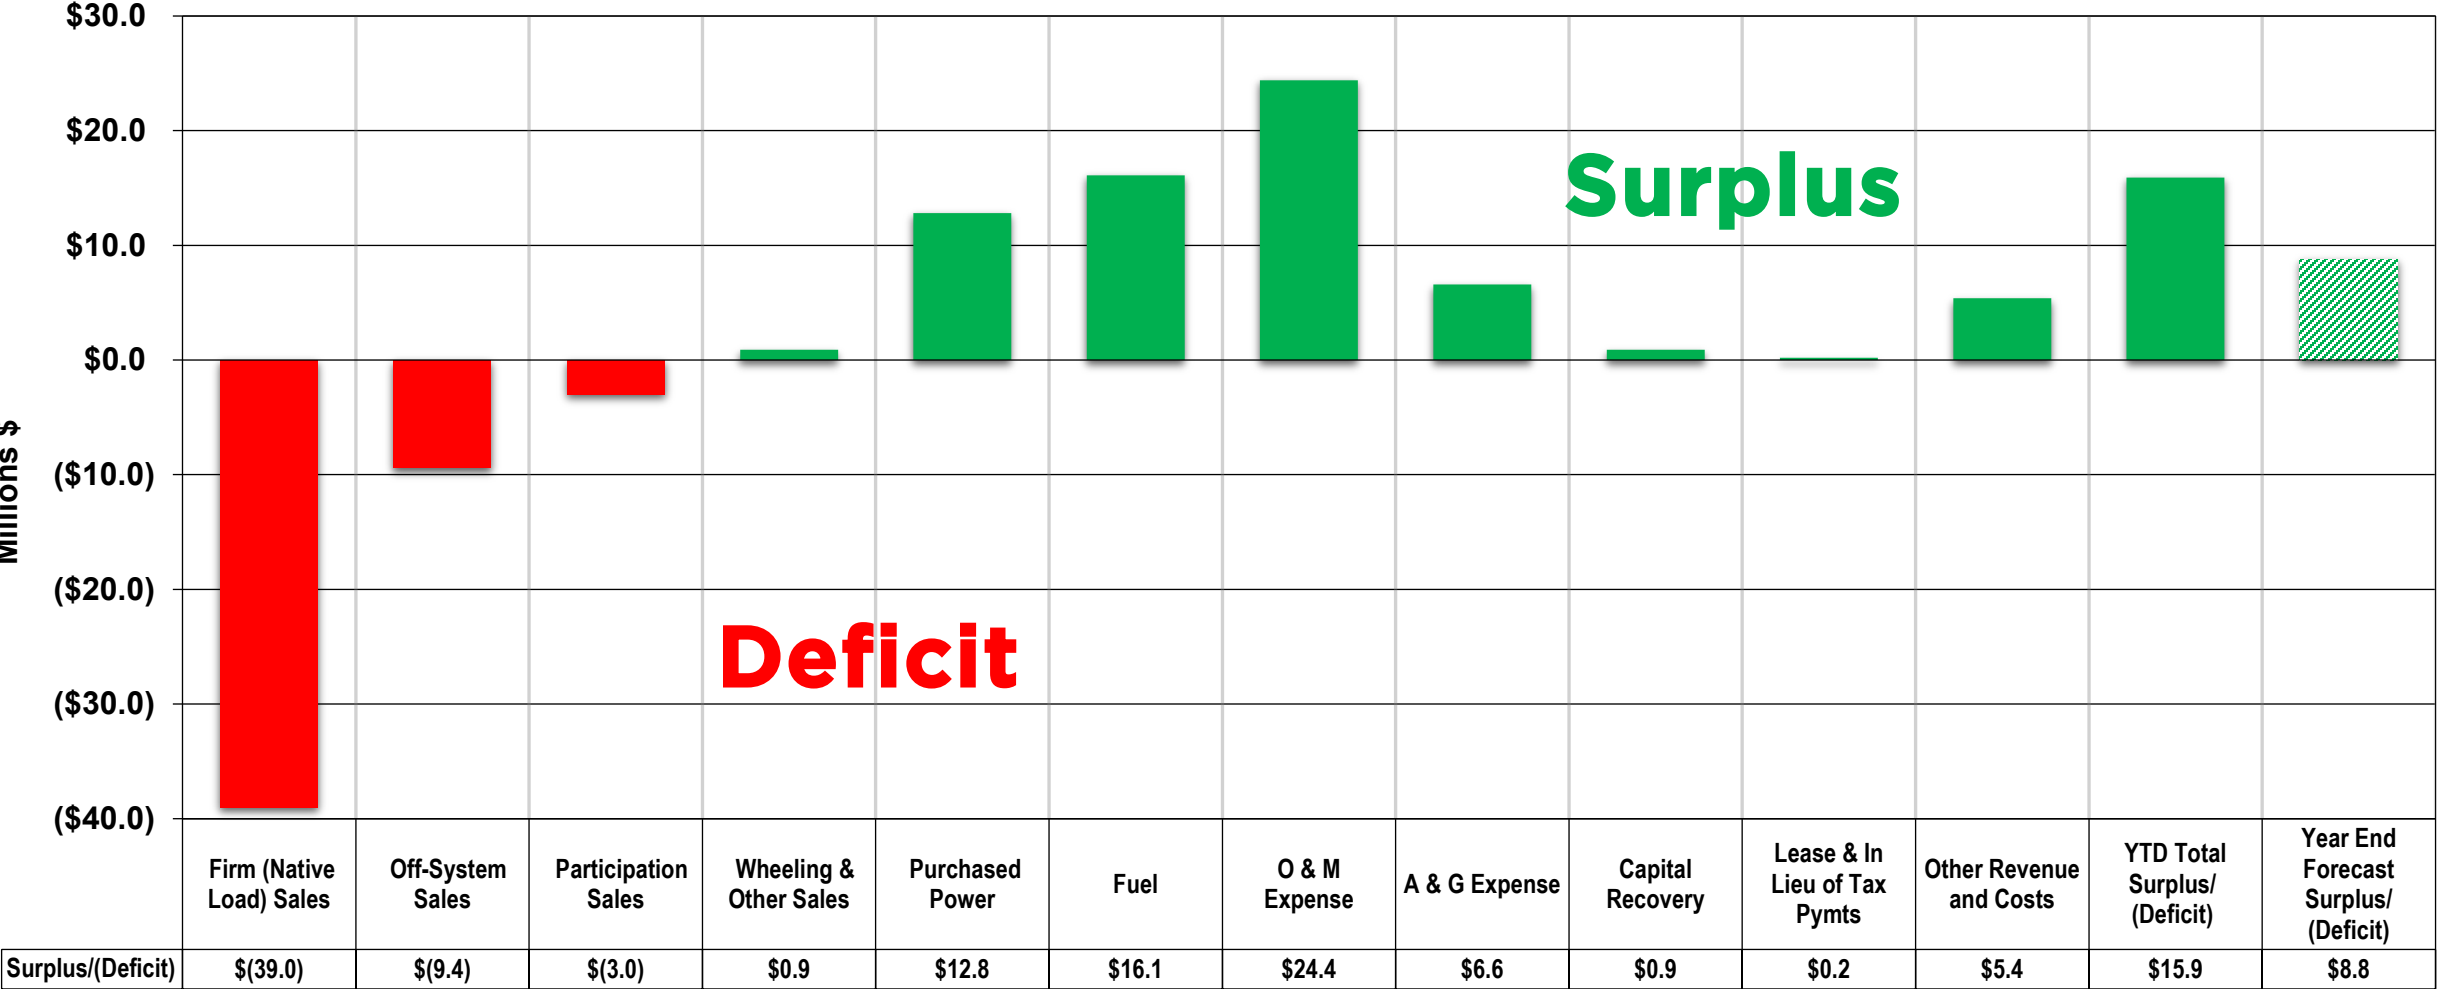 $30.0
$20.0
$10.0
$0.0
($10.0)
($20.0)
($30.0)
($40.0)
Millions $
Surplus
Deficit
Firm (Native
Load) Sales
Off-System
Sales
Participation
Sales
Wheeling &
Other Sales
Purchased
Power
Fuel
O & M
Expense
A & G Expense
Capital
Recovery
Lease & In
Lieu of Tax
Pymts
Other Revenue
and Costs
YTD Total
Surplus/
(Deficit)
Year End
Forecast
Surplus/
(Deficit)
Surplus/(Deficit) $(39.0) $(9.4) $(3.0) $0.9 $12.8 $16.1 $24.4 $6.6 $0.9 $0.2 $5.4 $15.9 $8.8